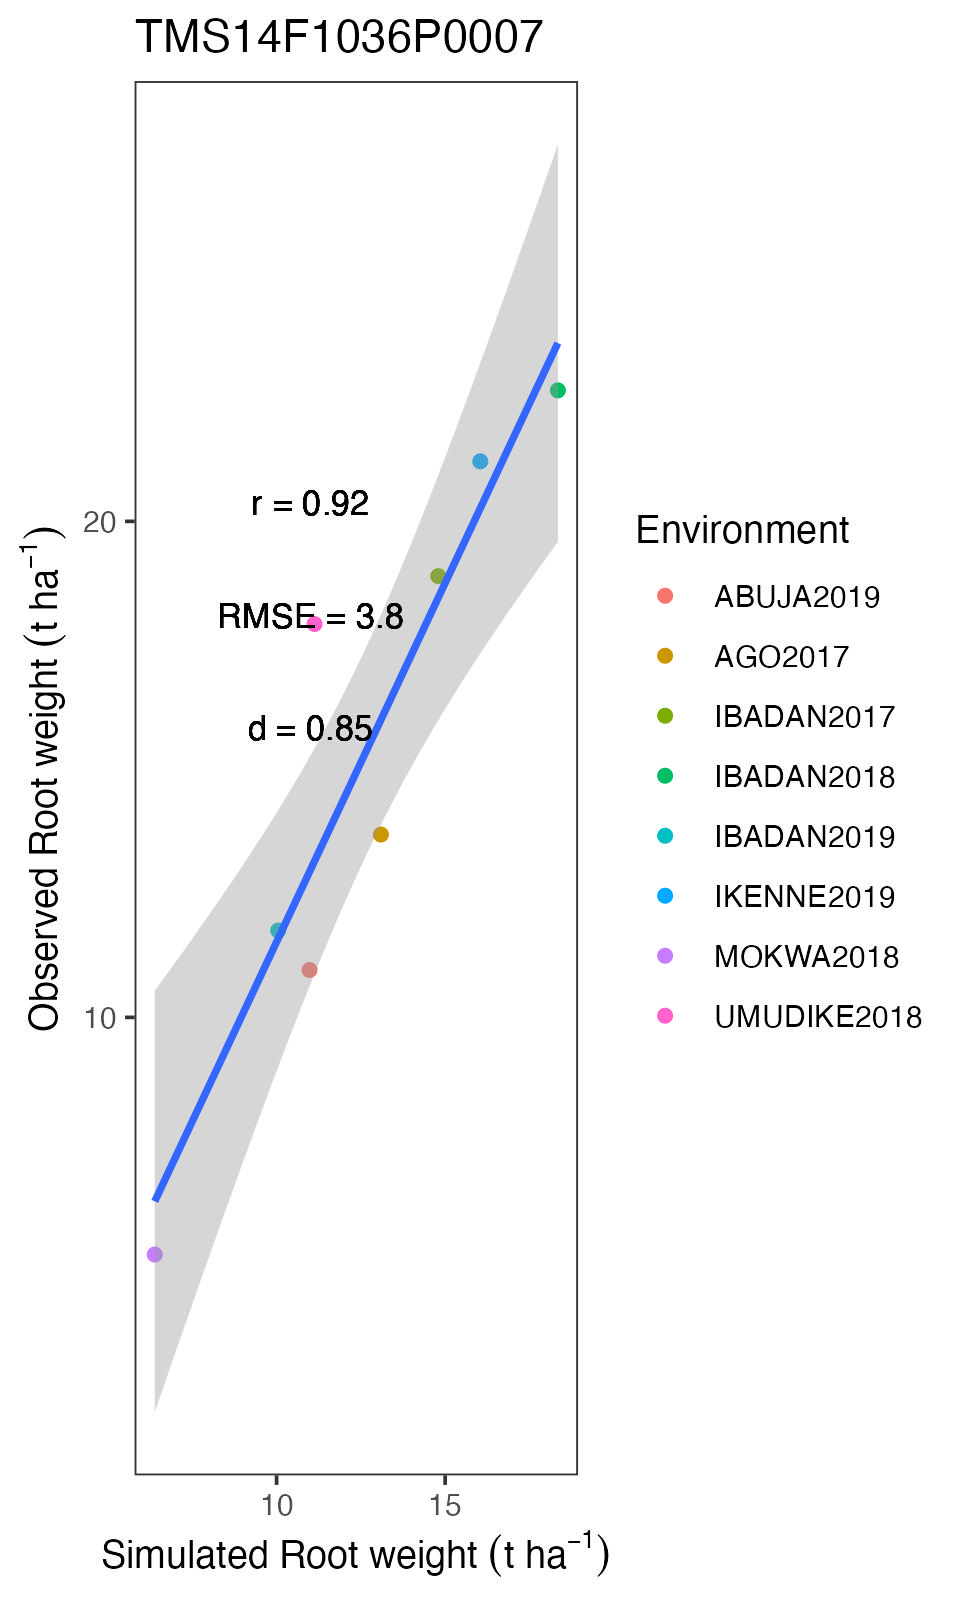 TMS14F1036P0007
Observed Root weight (t ha⁻¹)
20
10
r = 0.92
RMSE = 3.8
d = 0.85
10 15
Simulated Root weight (t ha⁻¹)
Environment
ABUJA2019
AGO2017
IBADAN2017
IBADAN2018
IBADAN2019
IKENNE2019
MOKWA2018
UMUDIKE2018